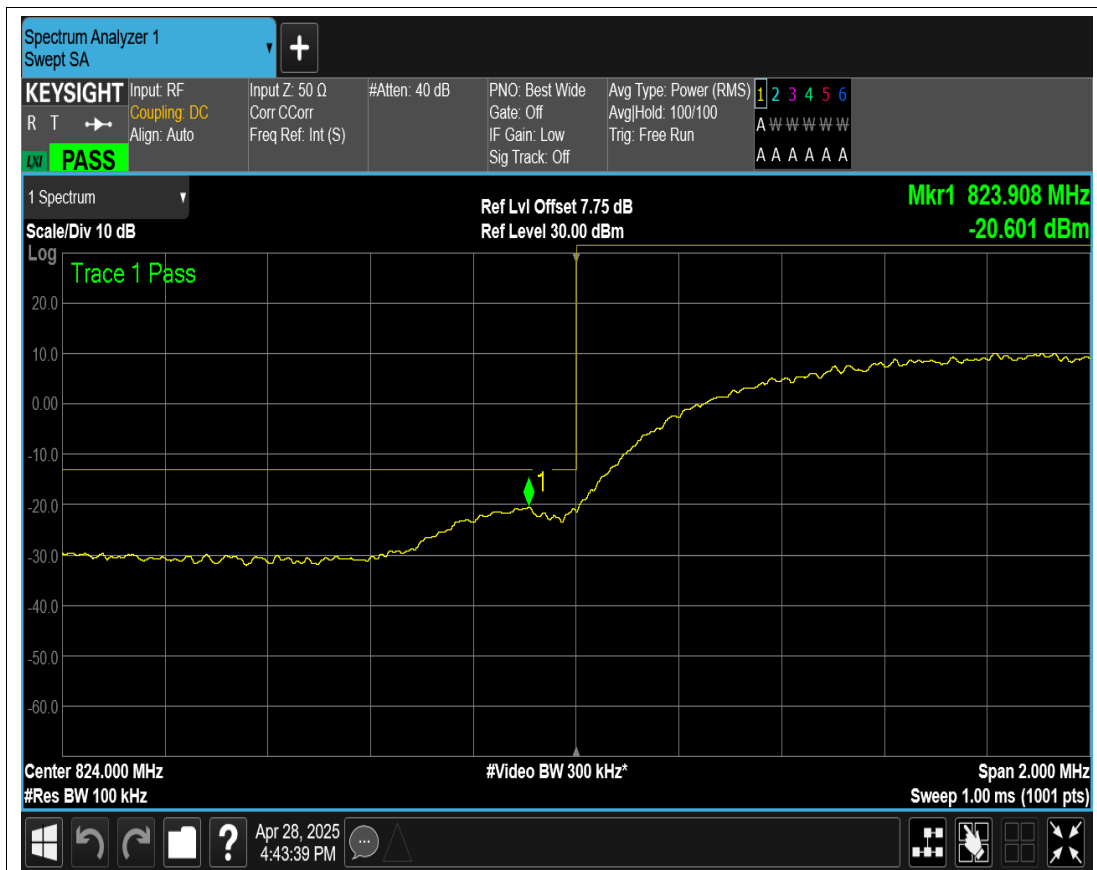 Spectrum Analyzer 1
Swept SA
+
KEYSIGHT
R T
LXI PASS
Input: RF
Coupling: DC
Align: Auto
Input Z: 50 Ω
Corr CCorr
Freq Ref: Int (S)
#Atten: 40 dB
PNO: Best Wide
Gate: Off
IF Gain: Low
Sig Track: Off
Avg Type: Power (RMS)
Avg|Hold: 100/100
Trig: Free Run
1 2 3 4 5 6
A W W W W W
A A A A A A
1 Spectrum
Scale/Div 10 dB
Ref Lvl Offset 7.75 dB
Ref Level 30.00 dBm
Mkr1 823.908 MHz
-20.601 dBm
Log
Trace 1 Pass
20.0
10.0
0.00
-10.0
1
-20.0
-30.0
-40.0
-50.0
-60.0
Center 824.000 MHz
#Video BW 300 kHz*
Span 2.000 MHz
#Res BW 100 kHz
Sweep 1.00 ms (1001 pts)
?
Apr 28, 2025
4:43:39 PM